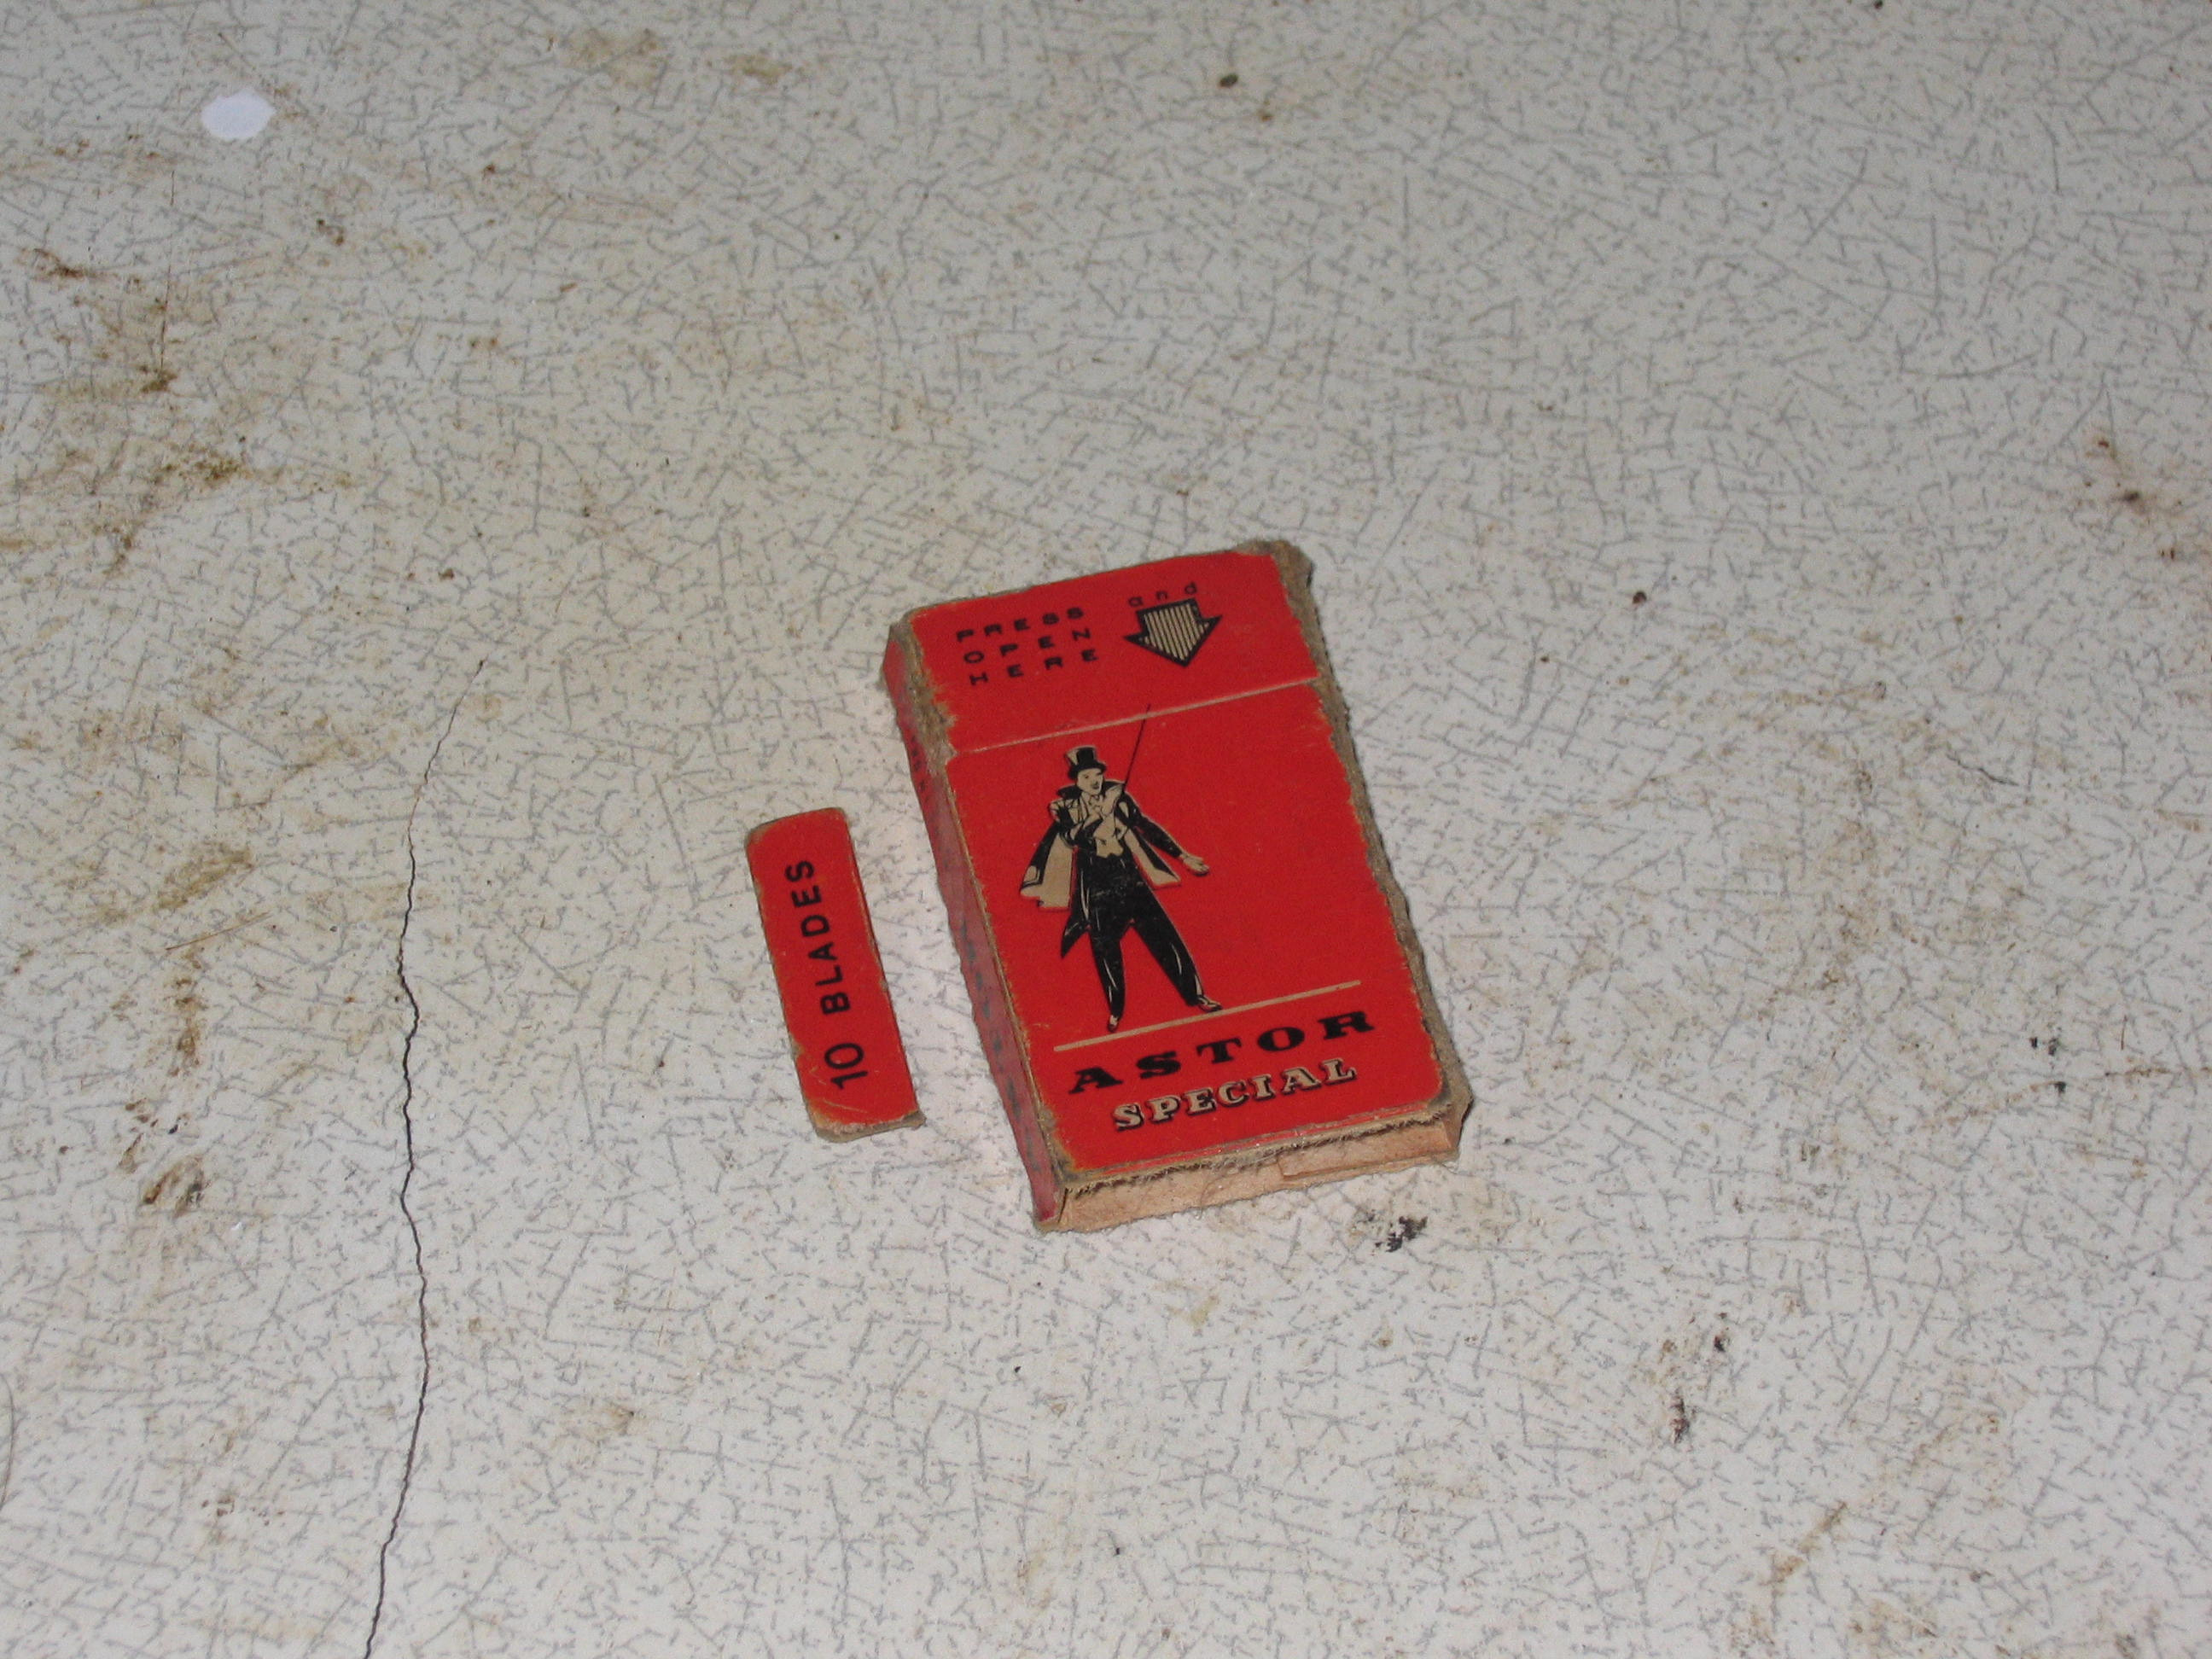 PRESS and
OPEN
HERE
ASTOR
SPECIAL
10 BLADES